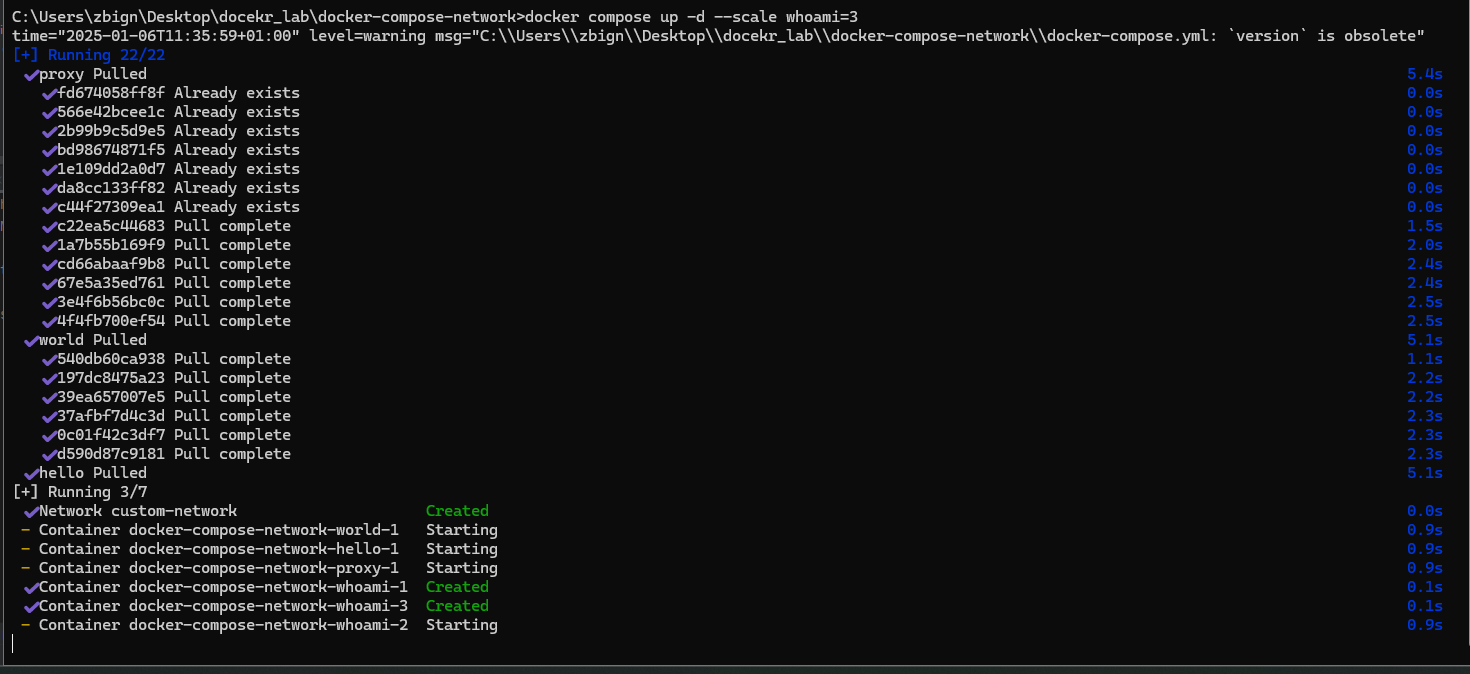 C:\Users\zbign\Desktop\docekr_lab\docker-compose-network>docker compose up -d --scale whoami=3
time="2025-01-06T11:35:59+01:00" level=warning msg="C:\\Users\\zbign\\Desktop\\docekr_lab\\docker-compose-network\\docker-compose.yml: `version` is obsolete"
[+] Running 22/22
✔proxy Pulled 5.4s
✔fd674058ff8f Already exists 0.0s
✔566e42bcee1c Already exists 0.0s
✔2b99b9c5d9e5 Already exists 0.0s
✔bd98674871f5 Already exists 0.0s
✔1e109dd2a0d7 Already exists 0.0s
✔da8cc133ff82 Already exists 0.0s
✔c44f27309ea1 Already exists 0.0s
✔c22ea5c44683 Pull complete 1.5s
✔1a7b55b169f9 Pull complete 2.0s
✔cd66abaaf9b8 Pull complete 2.4s
✔67e5a35ed761 Pull complete 2.4s
✔3e4f6b56bc0c Pull complete 2.5s
✔4f4fb700ef54 Pull complete 2.5s
✔world Pulled 5.1s
✔540db60ca938 Pull complete 1.1s
✔197dc8475a23 Pull complete 2.2s
✔39ea657007e5 Pull complete 2.2s
✔37afbf7d4c3d Pull complete 2.3s
✔0c01f42c3df7 Pull complete 2.3s
✔d590d87c9181 Pull complete 2.3s
✔hello Pulled 5.1s
[+] Running 3/7
✔Network custom-network Created 0.0s
- Container docker-compose-network-world-1 Starting 0.9s
- Container docker-compose-network-hello-1 Starting 0.9s
- Container docker-compose-network-proxy-1 Starting 0.9s
✔Container docker-compose-network-whoami-1 Created 0.1s
✔Container docker-compose-network-whoami-3 Created 0.1s
- Container docker-compose-network-whoami-2 Starting 0.9s